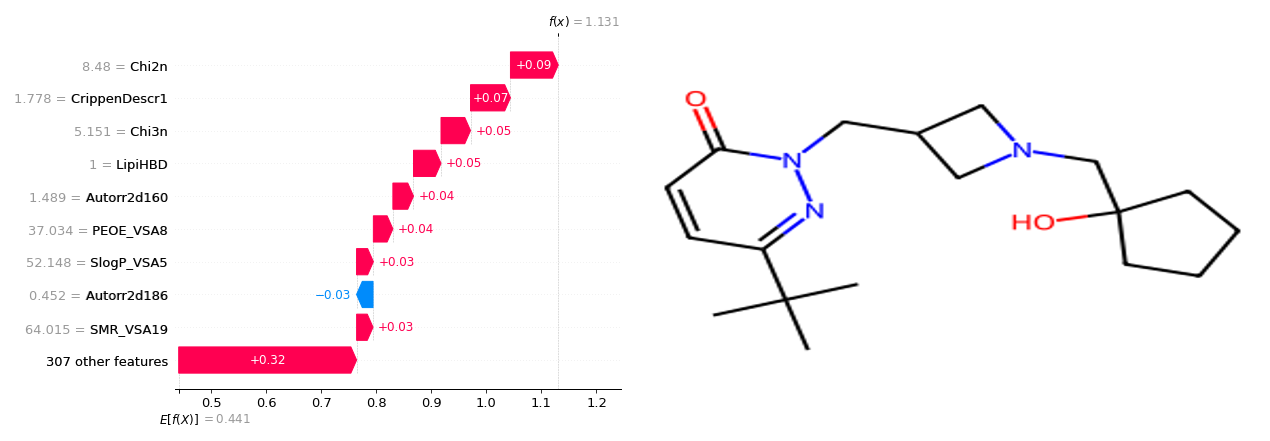 f(x) = 1.131
8.48 = Chi2n
+0.09
1.778 = CrippenDescr1
+0.07
5.151 = Chi3n
+0.05
1 = LipiHBD
+0.05
1.489 = Autorr2d160
+0.04
37.034 = PEOE_VSA8
+0.04
52.148 = SlogP_VSA5
+0.03
0.452 = Autorr2d186
−0.03
64.015 = SMR_VSA19
+0.03
307 other features
+0.32
0.5 0.6 0.7 0.8 0.9 1.0 1.1 1.2
E[f(X)] = 0.441
O
N
N
N
HO